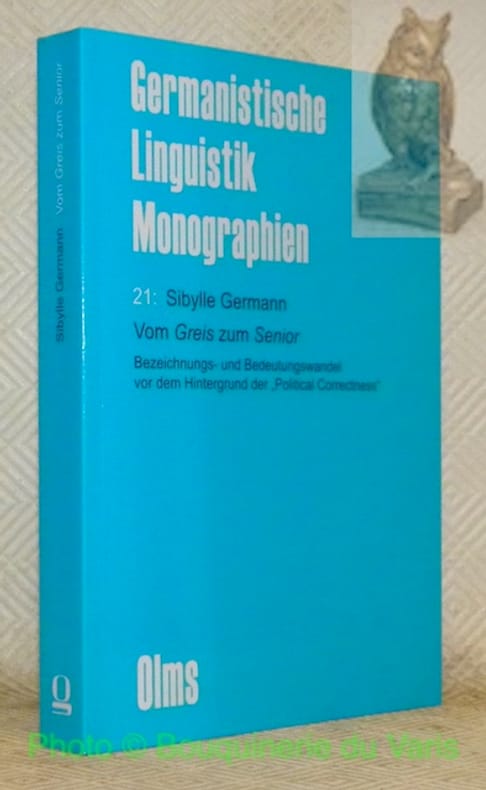 Germanistische
Linguistik
Monographien
21: Sibylle Germann
Vom Greis zum Senior
Bezeichnungs- und Bedeutungswandel
vor dem Hintergrund der „Political Correctness“
Olms
Sibylle Germann Vom Greis zum Senior
g
Photo © Bouquinerie du Varis